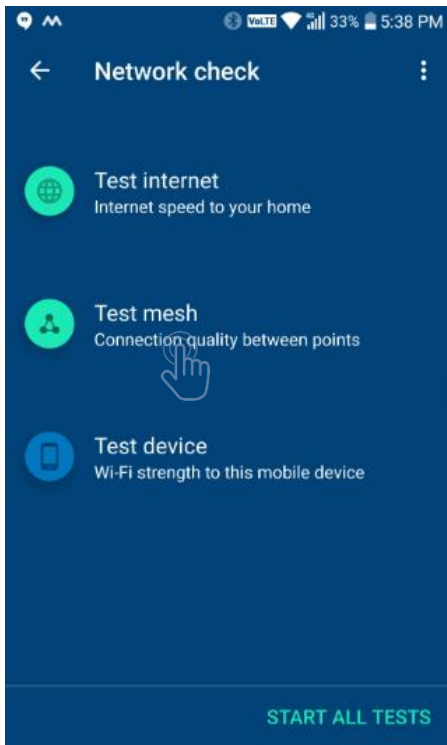 VoLTE 33% 5:38 PM
Network check
Test internet
Internet speed to your home
Test mesh
Connection quality between points
Test device
Wi-Fi strength to this mobile device
START ALL TESTS